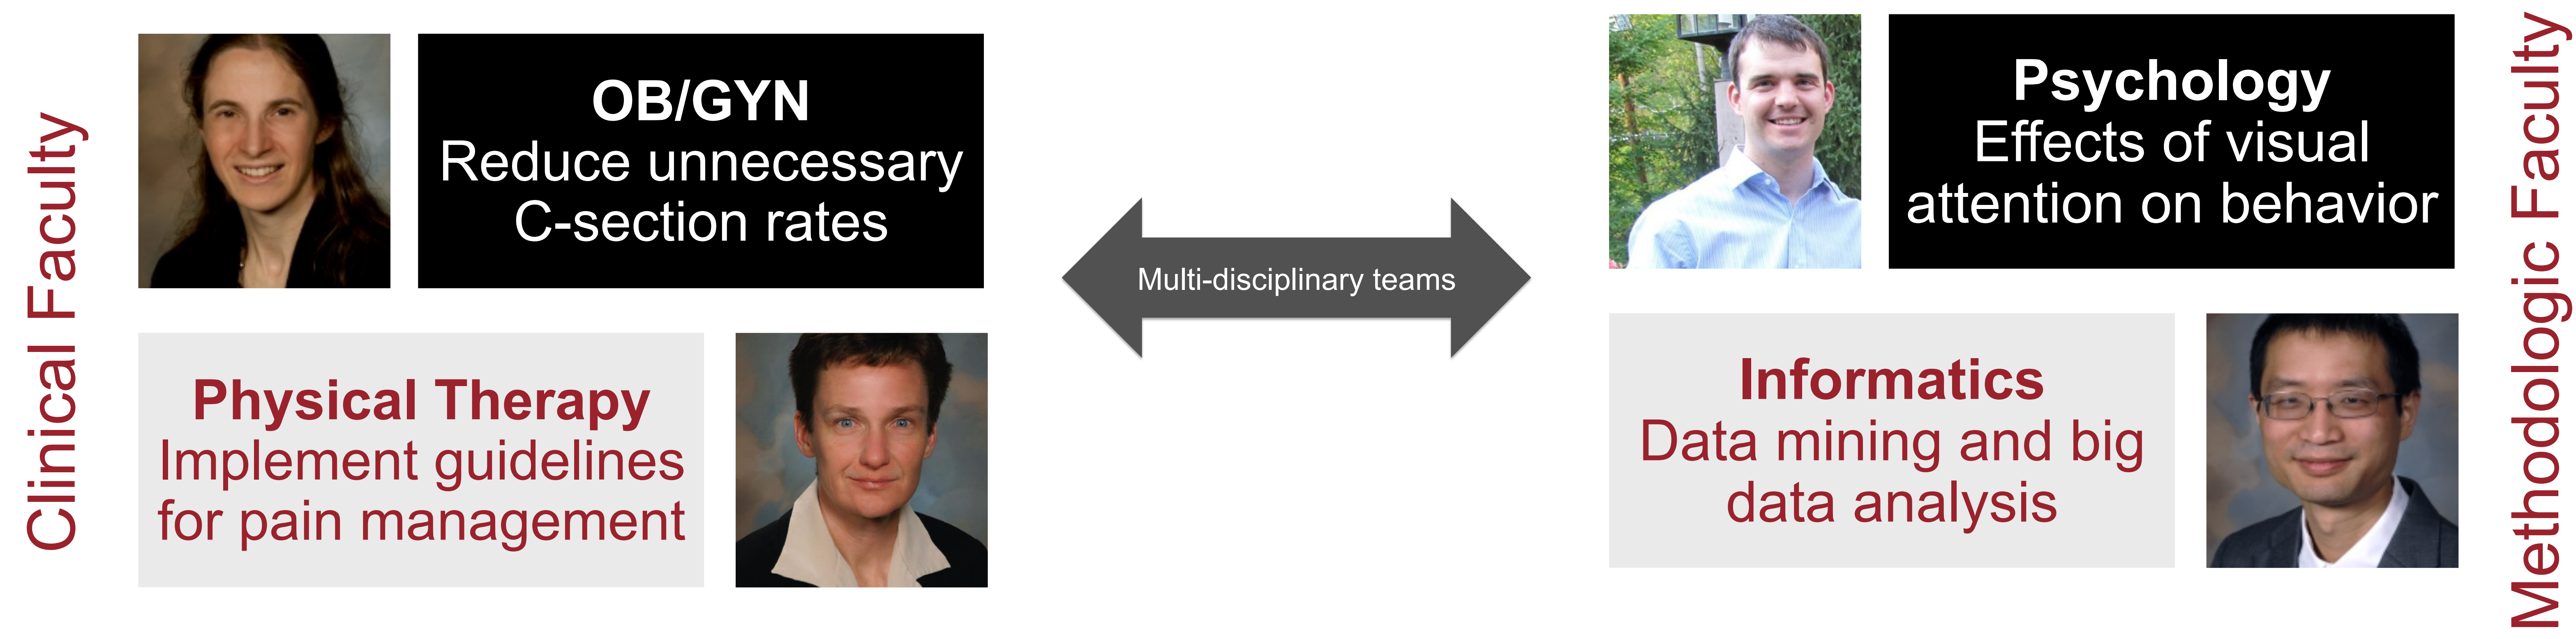 Clinical Faculty
OB/GYN
Reduce unnecessary
C-section rates
Physical Therapy
Implement guidelines
for pain management
Multi-disciplinary teams
Psychology
Effects of visual
attention on behavior
Informatics
Data mining and big
data analysis
Methodologic Faculty